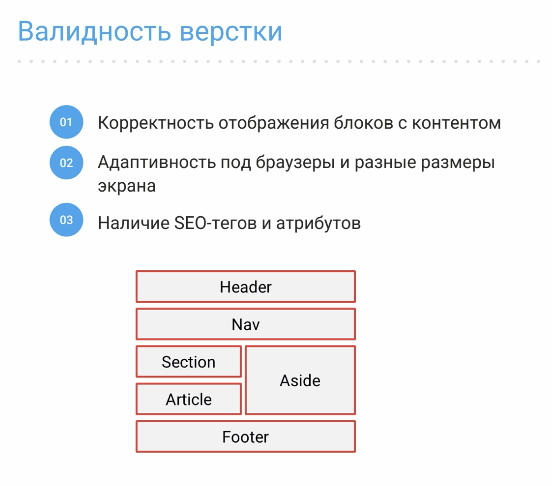 Валидность верстки
01 Корректность отображения блоков с контентом
02 Адаптивность под браузеры и разные размеры
экрана
03 Наличие SEO-тегов и атрибутов
Header
Nav
Section
Aside
Article
Footer